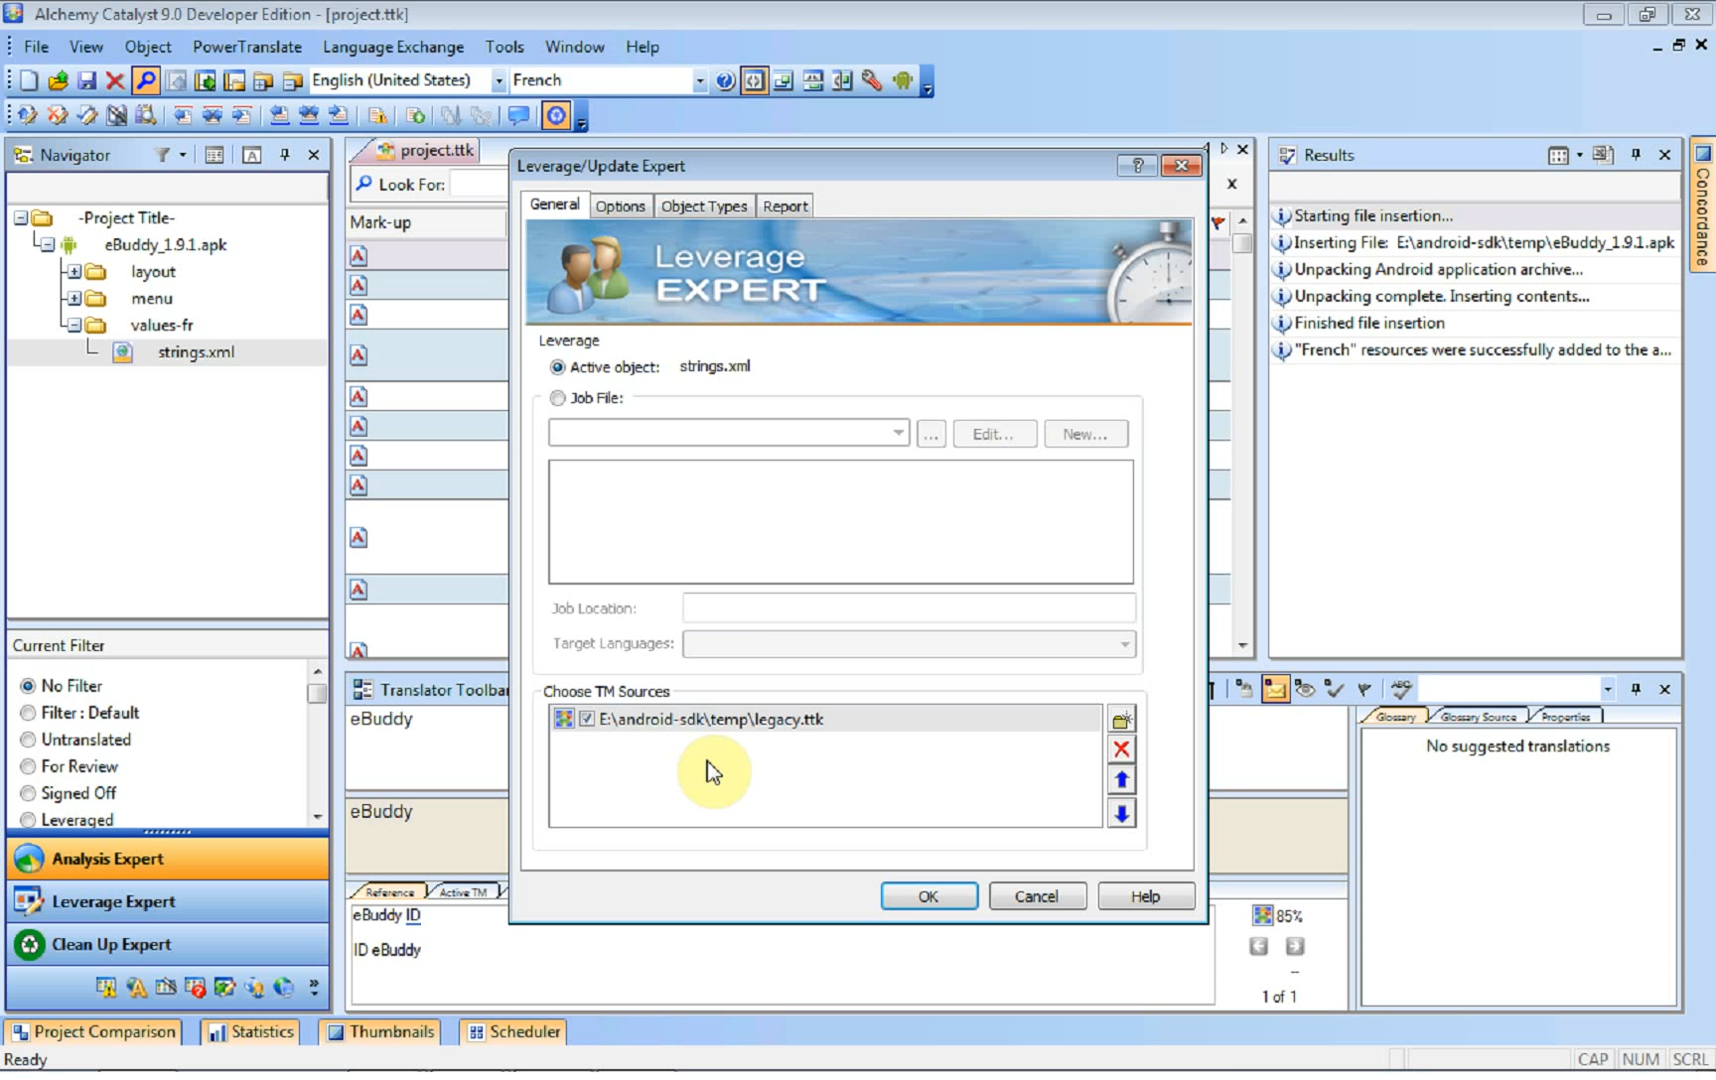 Alchemy Catalyst 9.0 Developer Edition - [project.ttk]
File View Object PowerTranslate Language Exchange Tools Window Help
English (United States) French
Navigator
-Project Title-
eBuddy_1.9.1.apk
layout
menu
values-fr
strings.xml
Current Filter
No Filter
Filter : Default
Untranslated
For Review
Signed Off
Leveraged
Analysis Expert
Leverage Expert
Clean Up Expert
project.ttk
Look For:
Mark-up
Translator Toolba
eBuddy
eBuddy
Reference Active TM
eBuddy ID
ID eBuddy
85%
--
1 of 1
Leverage/Update Expert
General Options Object Types Report
Leverage
EXPERT
Leverage
Active object: strings.xml
Job File:
... Edit... New...
Job Location:
Target Languages:
Choose TM Sources
E:\android-sdk\temp\legacy.ttk
OK Cancel Help
Results
Starting file insertion...
Inserting File: E:\android-sdk\temp\eBuddy_1.9.1.apk
Unpacking Android application archive...
Unpacking complete. Inserting contents...
Finished file insertion
"French" resources were successfully added to the a...
Concordance
Glossary Glossary Source Properties
No suggested translations
Project Comparison Statistics Thumbnails Scheduler
Ready
CAP NUM SCRL